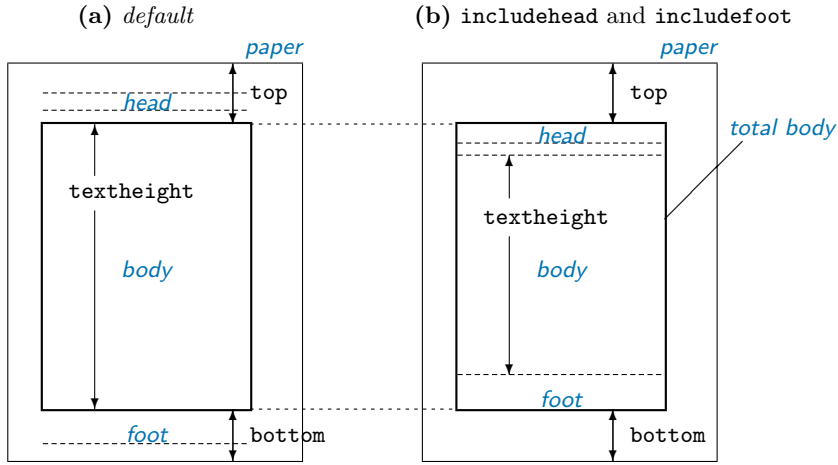 (a) default
(b) includehead and includefoot
paper
paper
top
top
head
head
total body
textheight
textheight
body
body
foot
foot
bottom
bottom